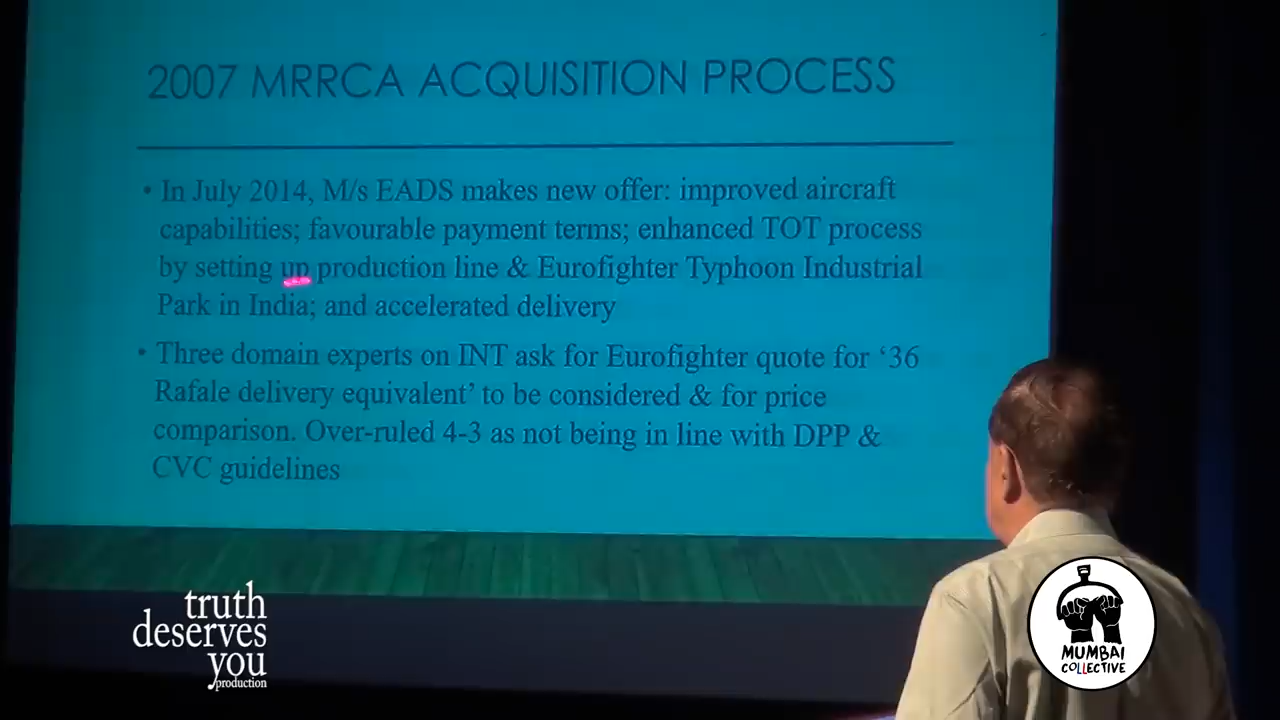 2007 MRRCA ACQUISITION PROCESS
• In July 2014, M/s EADS makes new offer: improved aircraft
capabilities; favourable payment terms; enhanced TOT process
by setting up production line & Eurofighter Typhoon Industrial
Park in India; and accelerated delivery
• Three domain experts on INT ask for Eurofighter quote for ‘36
Rafale delivery equivalent’ to be considered & for price
comparison. Over-ruled 4-3 as not being in line with DPP &
CVC guidelines
truth
deserves
you
production
MUMBAI
COLLECTIVE